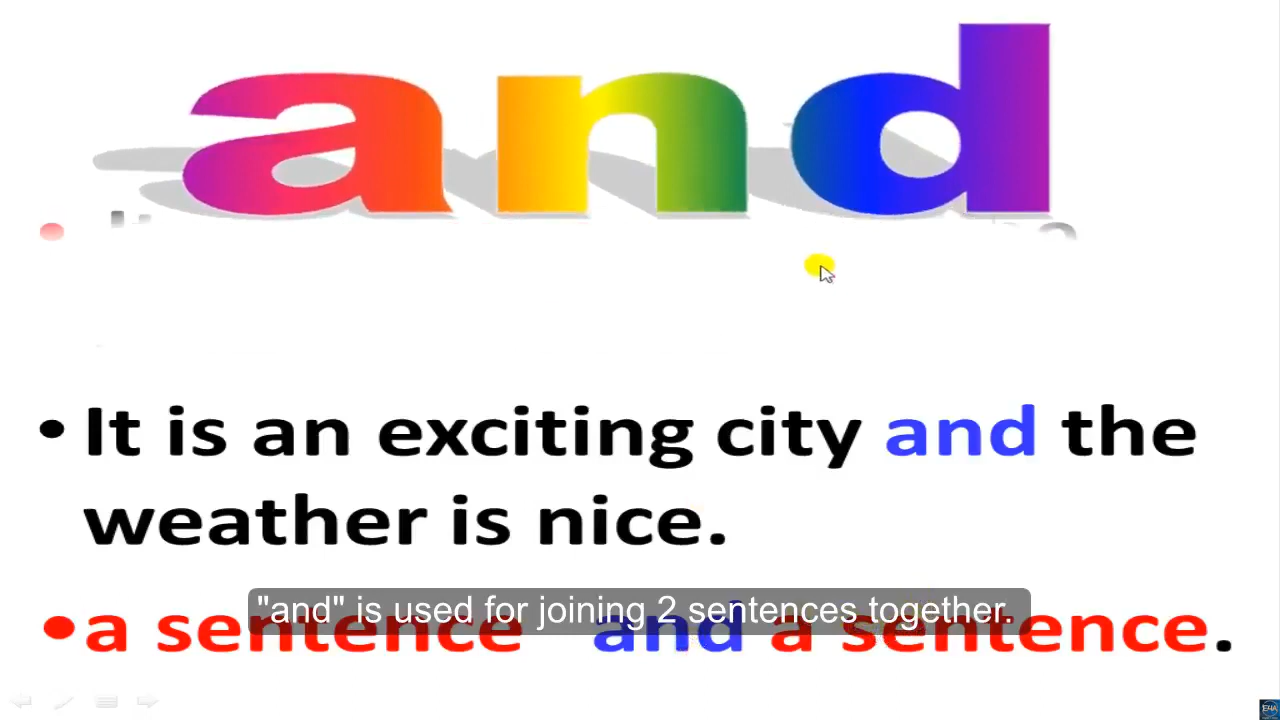 and
• It is an exciting city and the
weather is nice.
"and" is used for joining 2 sentences together.
• a sentence and a sentence.